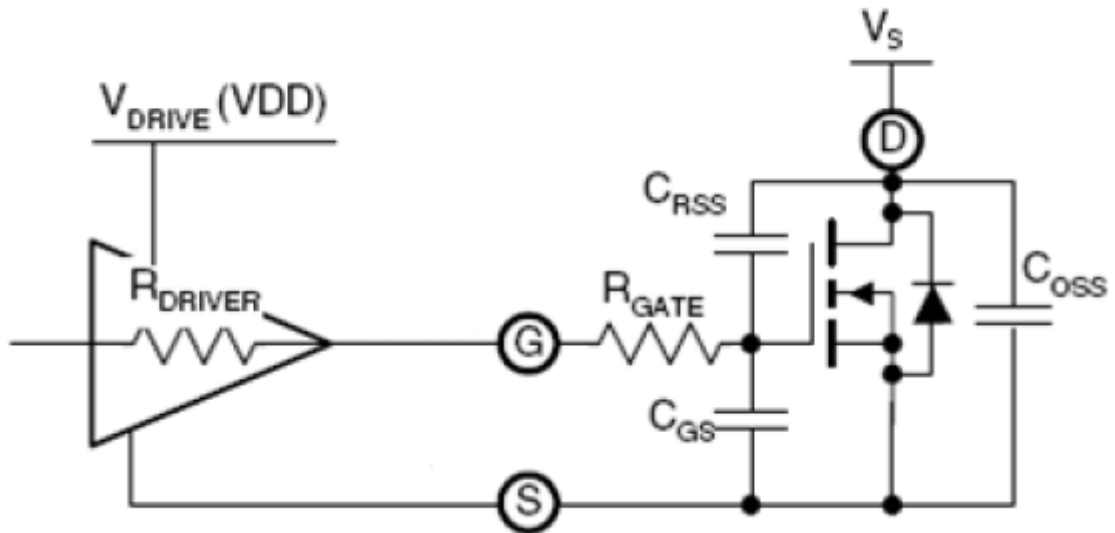 V_S
V_DRIVE (VDD)
D
C_RSS
R_DRIVER
R_GATE
C_OSS
G
C_GS
S